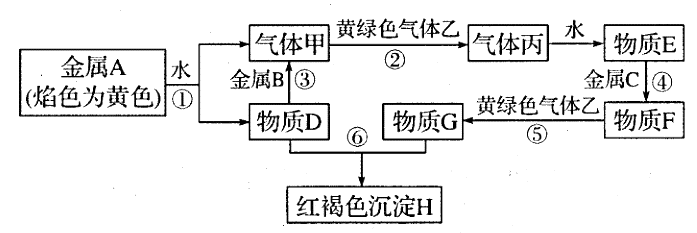 金属A
(焰色为黄色)
水
①
气体甲
黄绿色气体乙
②
气体丙
水
物质E
金属B
③
金属C
④
物质D
物质G
黄绿色气体乙
⑤
物质F
⑥
红褐色沉淀H